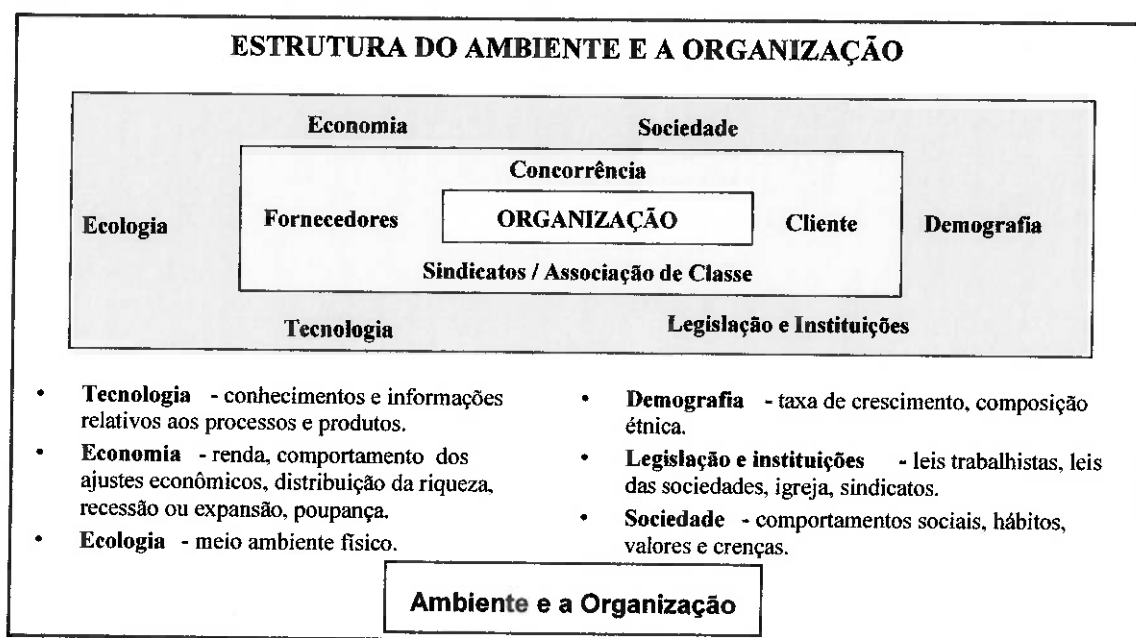 ESTRUTURA DO AMBIENTE E A ORGANIZAÇÃO
Economia Sociedade
Concorrência
Ecologia Fornecedores ORGANIZAÇÃO Cliente Demografia
Sindicatos / Associação de Classe
Tecnologia Legislação e Instituições
• Tecnologia - conhecimentos e informações
relativos aos processos e produtos.
• Economia - renda, comportamento dos
ajustes econômicos, distribuição da riqueza,
recessão ou expansão, poupança.
• Ecologia - meio ambiente físico.
• Demografia - taxa de crescimento, composição
étnica.
• Legislação e instituições - leis trabalhistas, leis
das sociedades, igreja, sindicatos.
• Sociedade - comportamentos sociais, hábitos,
valores e crenças.
Ambiente e a Organização